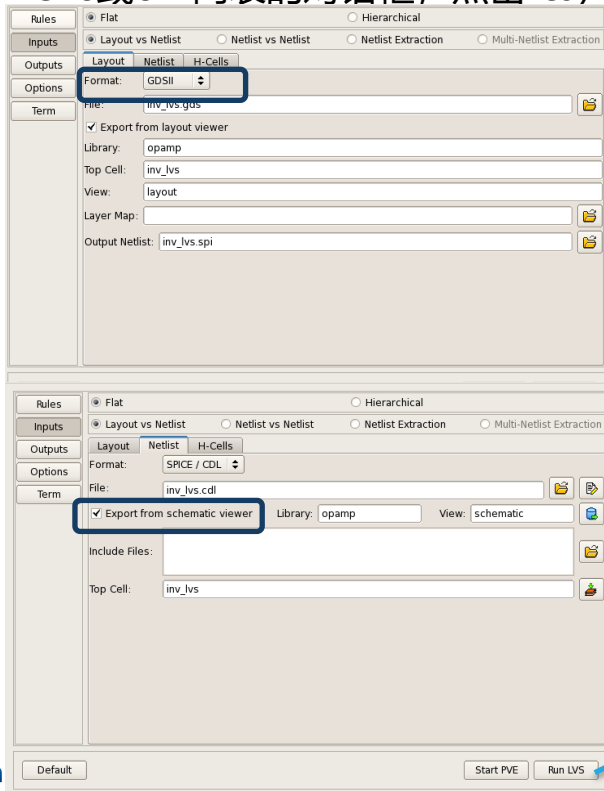 Rules
Inputs
Outputs
Options
Term
Flat Hierarchical
Layout vs Netlist Netlist vs Netlist Netlist Extraction Multi-Netlist Extraction
Layout Netlist H-Cells
Format: GDSII
File: inv_lvs.gds
Export from layout viewer
Library: opamp
Top Cell: inv_lvs
View: layout
Layer Map:
Output Netlist: inv_lvs.spi
Rules
Inputs
Outputs
Options
Term
Flat Hierarchical
Layout vs Netlist Netlist vs Netlist Netlist Extraction Multi-Netlist Extraction
Layout Netlist H-Cells
Format: SPICE / CDL
File: inv_lvs.cdl
Export from schematic viewer Library: opamp View: schematic
Include Files:
Top Cell: inv_lvs
Default Start PVE Run LVS